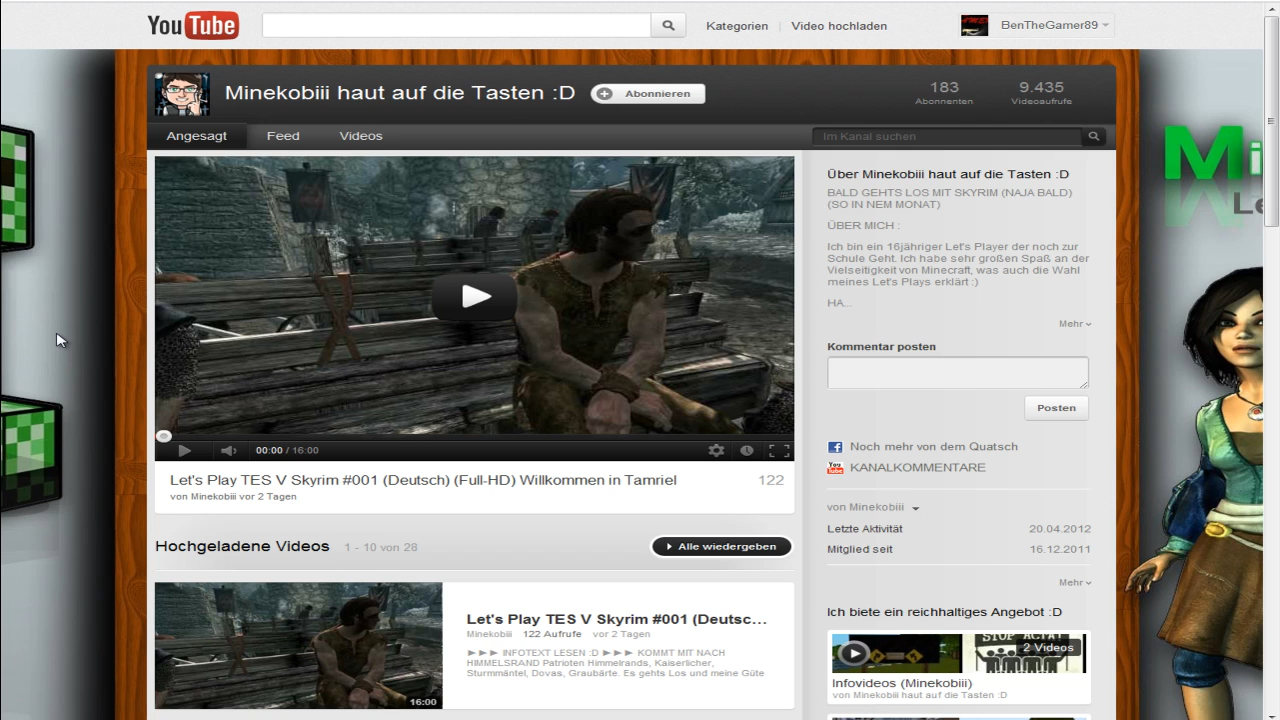 YouTube
Kategorien
Video hochladen
BenTheGamer89
Minekobiii haut auf die Tasten :D
Abonnieren
183
Abonnenten
9.435
Videoaufrufe
Angesagt
Feed
Videos
Im Kanal suchen
Mi
Le
Über Minekobiii haut auf die Tasten :D
BALD GEHTS LOS MIT SKYRIM (NAJA BALD)
(SO IN NEM MONAT)
ÜBER MICH :
Ich bin ein 16jähriger Let's Player der noch zur
Schule Geht. Ich habe sehr großen Spaß an der
Vielseitigkeit von Minecraft, was auch die Wahl
meines Let's Plays erklärt :)
HA...
Mehr
Kommentar posten
Posten
00:00 / 16:00
Let's Play TES V Skyrim #001 (Deutsch) (Full-HD) Willkommen in Tamriel
122
von Minekobiii vor 2 Tagen
Noch mehr von dem Quatsch
You Tube
KANALKOMMENTARE
von Minekobiii
Letzte Aktivität
20.04.2012
Mitglied seit
16.12.2011
Mehr
Hochgeladene Videos
1 - 10 von 28
Alle wiedergeben
Let's Play TES V Skyrim #001 (Deutsc...
Minekobiii 122 Aufrufe vor 2 Tagen
►►► INFOTEXT LESEN :D ►►► KOMMT MIT NACH
HIMMELSRAND Patrioten Himmelrands, Kaiserlicher,
Sturmmäntel, Dovas, Graubärte. Es gehts Los und meine Güte
16:00
Ich biete ein reichhaltiges Angebot :D
2 Videos
Infovideos (Minekobiii)
von Minekobiii haut auf die Tasten :D